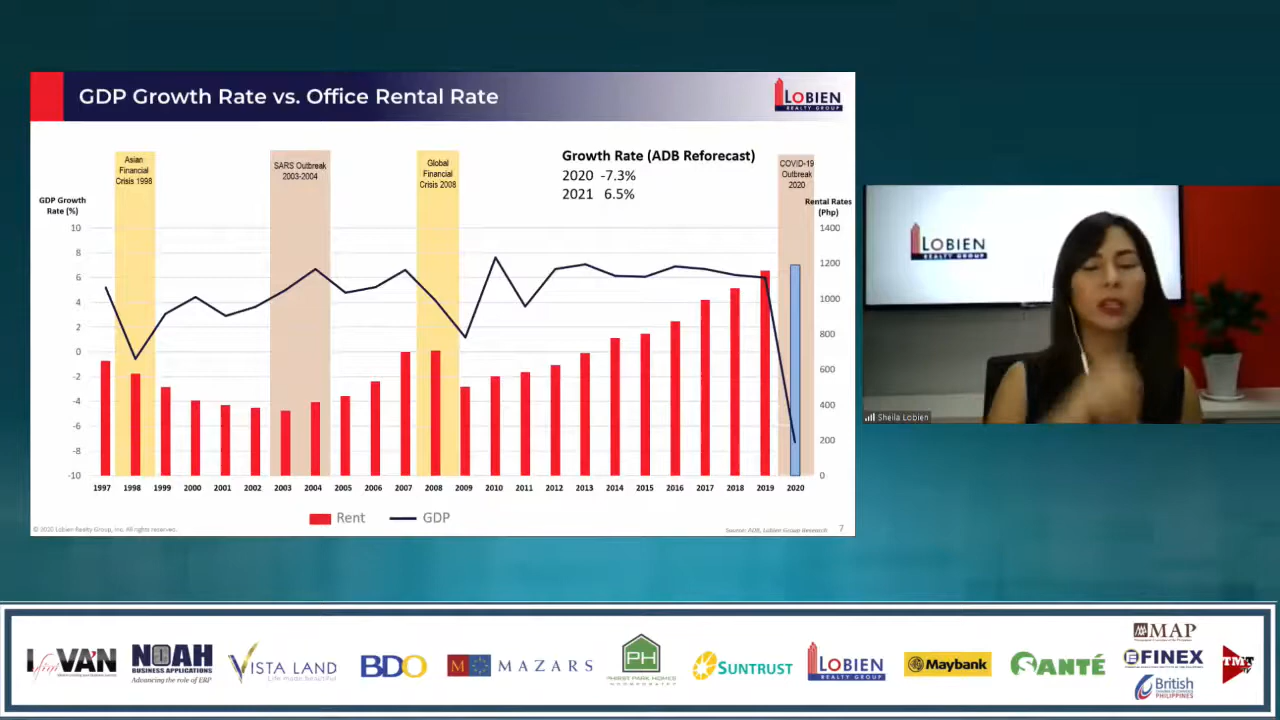 GDP Growth Rate vs. Office Rental Rate
LOBIEN
REALTY GROUP
Asian
Financial
Crisis 1998
SARS Outbreak
2003-2004
Global
Financial
Crisis 2008
Growth Rate (ADB Reforecast)
2020 -7.3%
2021 6.5%
COVID-19
Outbreak
2020
GDP Growth
Rate (%)
Rental Rates
(Php)
10
8
6
4
2
0
-2
-4
-6
-8
-10
1400
1200
1000
800
600
400
200
0
1997 1998 1999 2000 2001 2002 2003 2004 2005 2006 2007 2008 2009 2010 2011 2012 2013 2014 2015 2016 2017 2018 2019 2020
Rent GDP
© 2020 Lobien Realty Group, Inc. All rights reserved.
Source: ADB, Lobien Group Research 7
LOBIEN
REALTY GROUP
Sheila Lobien
NOAH
BUSINESS APPLICATIONS
Advancing the role of ERP
VISTA LAND
Life made beautiful
BDO
M
MAZARS
PH
PHIRST PARK HOMES
INCORPORATED
SUNTRUST
LOBIEN
REALTY GROUP
Maybank
SANTÉ
MAP
FINEX
British
PHILIPPINES
TMT